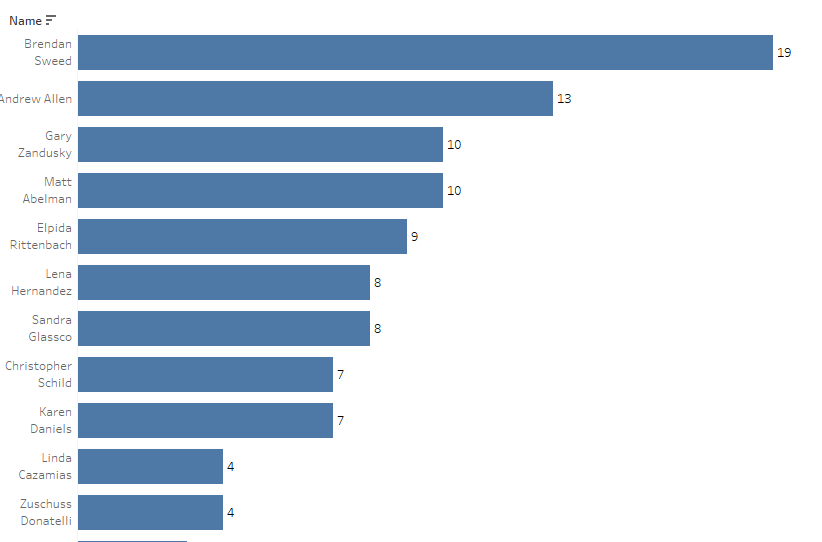 Name
Brendan
Sweed
19
Andrew Allen
13
Gary
Zandusky
10
Matt
Abelman
10
Elpida
Rittenbach
9
Lena
Hernandez
8
Sandra
Glassco
8
Christopher
Schild
7
Karen
Daniels
7
Linda
Cazamias
4
Zuschuss
Donatelli
4